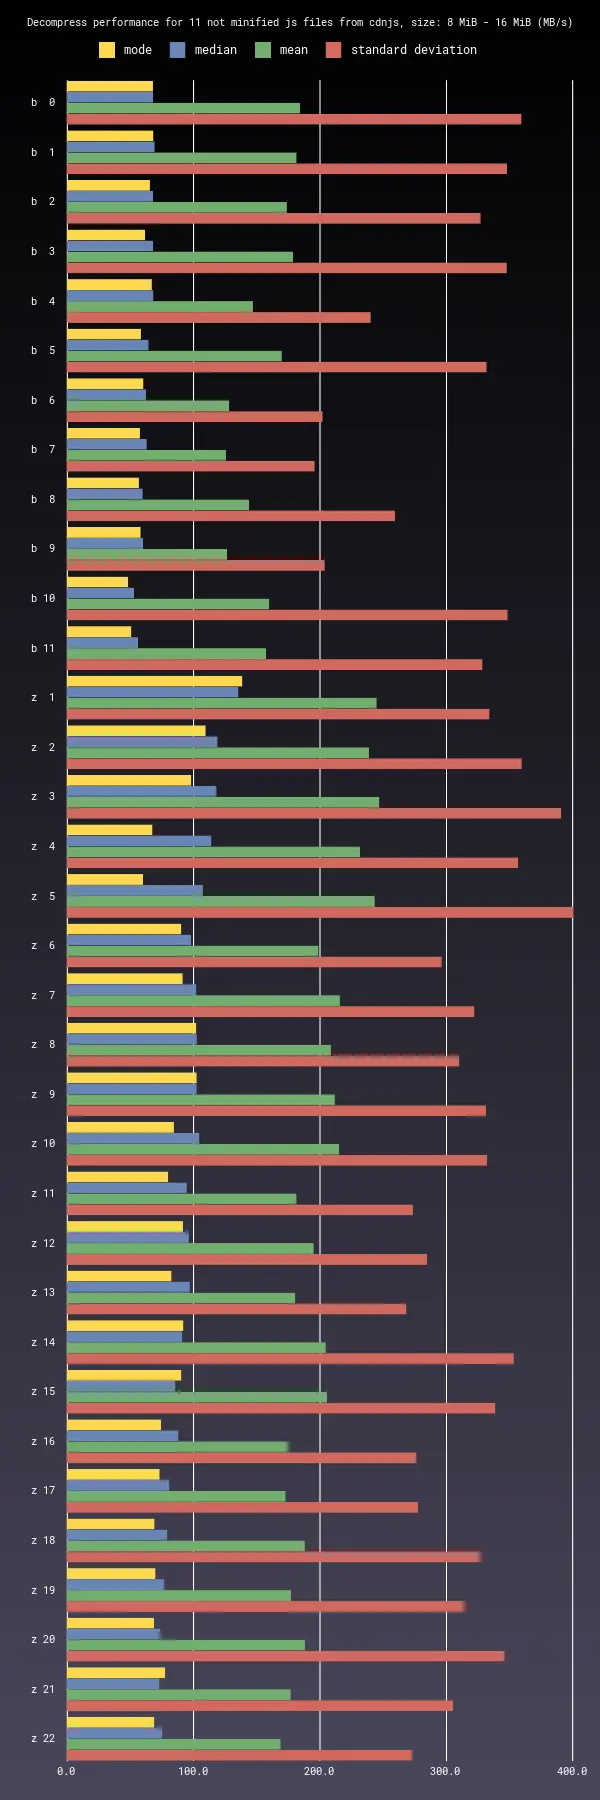 Decompress performance for 11 not minified js files from cdnjs, size: 8 MiB - 16 MiB (MB/s)
mode median mean standard deviation
b 0
b 1
b 2
b 3
b 4
b 5
b 6
b 7
b 8
b 9
b 10
b 11
z 1
z 2
z 3
z 4
z 5
z 6
z 7
z 8
z 9
z 10
z 11
z 12
z 13
z 14
z 15
z 16
z 17
z 18
z 19
z 20
z 21
z 22
0.0 100.0 200.0 300.0 400.0